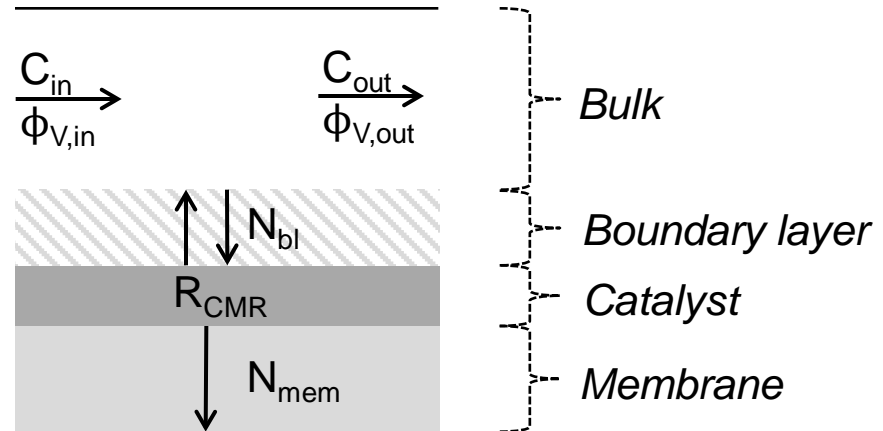 C_in
ϕ_V,in
C_out
ϕ_V,out
Bulk
N_bl
Boundary layer
R_CMR
Catalyst
N_mem
Membrane